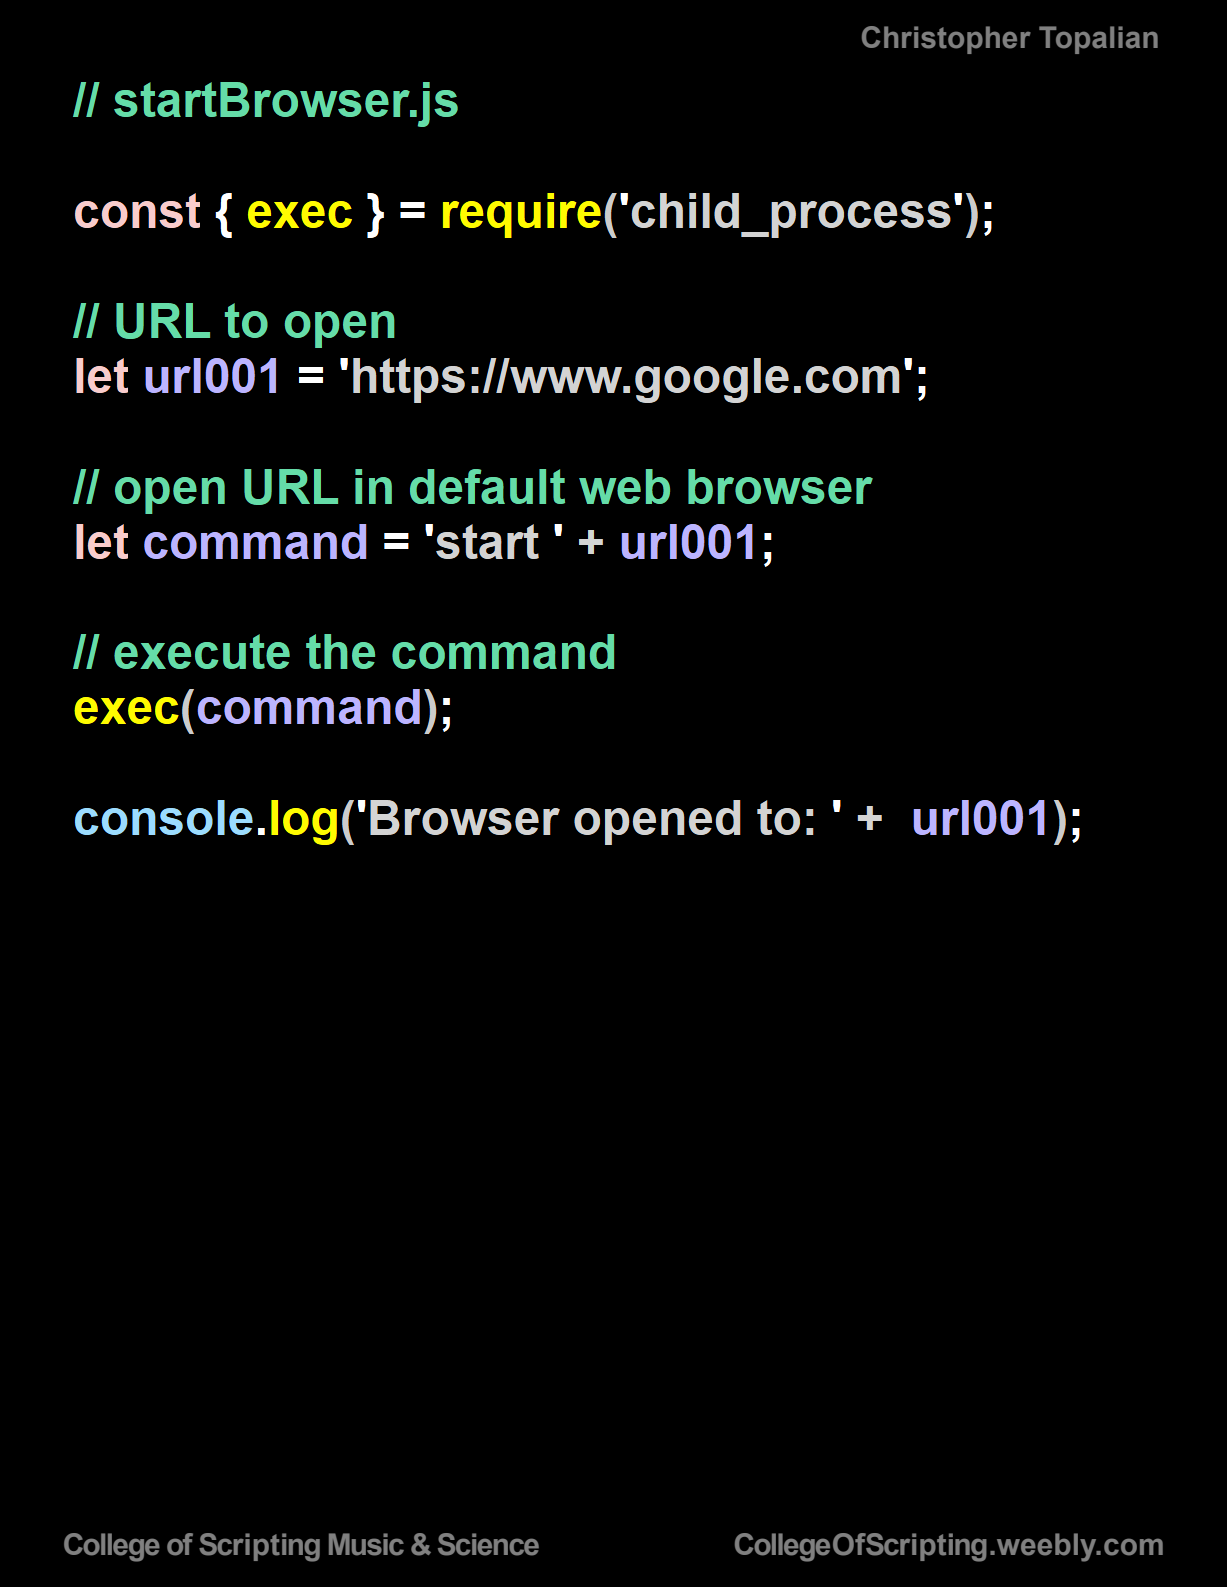 Christopher Topalian
// startBrowser.js
const { exec } = require('child_process');
// URL to open
let url001 = 'https://www.google.com';
// open URL in default web browser
let command = 'start ' + url001;
// execute the command
exec(command);
console.log('Browser opened to: ' +  url001);
College of Scripting Music & Science
CollegeOfScripting.weebly.com